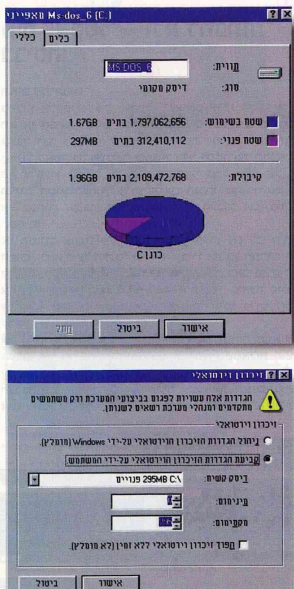 מאפייני Ms-dos_6 (C:)
כללי
כלים
תווית:
MS-DOS_6
סוג:
דיסק מקומי
שטח בשימוש:
1,797,062,656 בתים
1.67GB
שטח פנוי:
312,410,112 בתים
297MB
קיבולת:
2,109,472,768 בתים
1.96GB
כונן C
אישור
ביטול
החל
זיכרון וירטואלי
הגדרות אלה עשויות לפגום בביצועי המערכת ורק משתמשים
מתקדמים ומנהלי מערכת רשאים לשנותן.
זיכרון וירטואלי
ניהול הגדרות הזיכרון הוירטואלי על-ידי Windows (מומלץ).
קביעת הגדרות הזיכרון הוירטואלי על-ידי המשתמש.
דיסק קשיח:
C:\ 295MB פנויים
מינימום:
מקסימום:
הפוך זיכרון וירטואלי ללא זמין (לא מומלץ).
אישור
ביטול